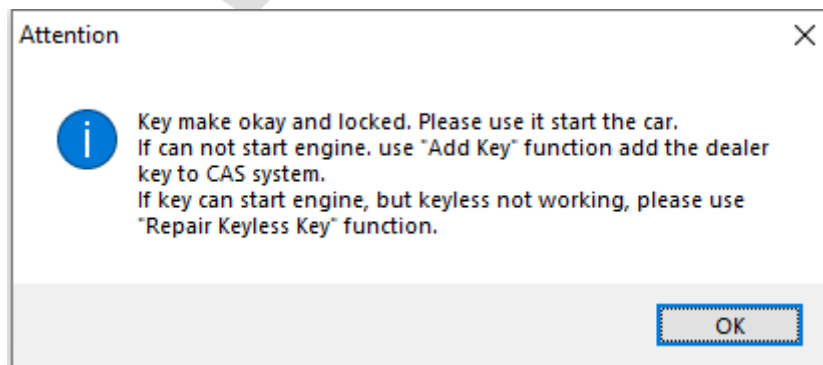 Attention
Key make okay and locked. Please use it start the car.
If can not start engine. use "Add Key" function add the dealer
key to CAS system.
If key can start engine, but keyless not working, please use
"Repair Keyless Key" function.
OK